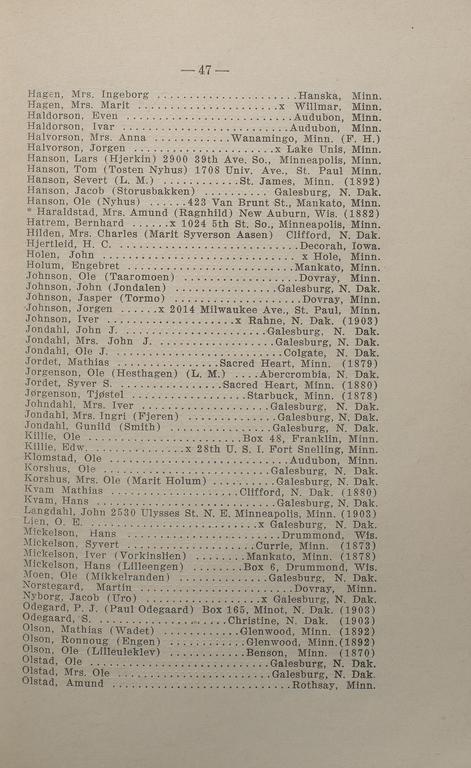 —47—
Hagen, Mrs. Ingeborg ......................Hanska, Minn.
Hagen, Mrs. Marit ......................x Willmar, Minn.
Haldorson, Even ..........................Audubon, Minn.
Haldorson, Ivar ..........................Audubon, Minn.
Halvorson, Mrs. Anna ............Wanamingo, Minn. (F. H.)
Halvorson, Jorgen ......................x Lake Unis, Minn.
Hanson, Lars (Hjerkin) 2900 39th Ave. So., Minneapolis, Minn.
Hanson, Tom (Tosten Nyhus) 1708 Univ. Ave., St. Paul Minn.
Hanson, Severt (L. M.) ..............St. James, Minn. (1892)
Hanson, Jacob (Storusbakken) ...........Galesburg, N. Dak.
Hanson, Ole (Nyhus) ......423 Van Brunt St., Mankato, Minn.
* Haraldstad, Mrs. Amund (Ragnhild) New Auburn, Wis. (1882)
Hatrem, Bernhard ......x 1024 5th St. So., Minneapolis, Minn.
Hilden, Mrs. Charles (Marit Syverson Aasen) Clifford, N. Dak.
Hjertleid, H. C. ............................Decorah, Iowa.
Holen, John ................................x Hole, Minn.
Holum, Engebret ..........................Mankato, Minn.
Johnson, Ole (Taaromoen) ..................Dovray, Minn.
Johnson, John (Jondalen) ................Galesburg, N. Dak.
Johnson, Jasper (Tormo) ....................Dovray, Minn.
Johnson, Jorgen ......x 2014 Milwaukee Ave., St. Paul, Minn.
Johnson, Iver ....................x Rahne, N. Dak. (1903)
Jondahl, John J. ........................Galesburg, N. Dak.
Jondahl, Mrs. John J. ...................Galesburg, N. Dak.
Jondahl, Ole J. ..........................Colgate, N. Dak.
Jordet, Mathias .................Sacred Heart, Minn. (1879)
Jorgenson, Ole (Hesthagen) (L. M.) ....Abercrombia, N. Dak.
Jordet, Syver S. ................Sacred Heart, Minn. (1880)
Jørgenson, Tjøstel ..................Starbuck, Minn. (1878)
Johndahl, Mrs. Iver ....................Galesburg, N. Dak.
Jondahl, Mrs. Ingri (Fjeren) .............Galesburg, N. Dak.
Jondahl, Gunild (Smith) .................Galesburg, N. Dak.
Killie, Ole .........................Box 48, Franklin, Minn.
Killie, Edw. ...............x 28th U. S. I. Fort Snelling, Minn.
Klomstad, Ole ............................Audubon, Minn.
Korshus, Ole ...........................Galesburg, N. Dak.
Korshus, Mrs. Ole (Marit Holum) ..........Galesburg, N. Dak.
Kvam Mathias .....................Clifford, N. Dak. (1880)
Kvam, Hans ............................Galesburg, N. Dak.
Langdahl, John 2530 Ulysses St. N. E. Minneapolis, Minn. (1903)
Lien, O. E. ............................x Galesburg, N. Dak.
Mickelson, Hans ..........................Drummond, Wis.
Mickelson, Syvert ......................Currie, Minn. (1873)
Mickelson, Iver (Vorkinslien) ........Mankato, Minn. (1878)
Mickelson, Hans (Lilleengen) ........Box 6, Drummond, Wis.
Moen, Ole (Mikkelranden) ...............Galesburg, N. Dak.
Norstegard, Martin .........................Dovray, Minn.
Nyborg, Jacob (Uro) ...................x Galesburg, N. Dak.
Odegard, P. J. (Paul Odegaard) Box 165, Minot, N. Dak. (1903)
Odegaard, S. .....................Christine, N. Dak. (1903)
Olson, Mathias (Wadet) .............Glenwood, Minn. (1892)
Olson, Ronnoug (Engen) .............Glenwood, Minn. (1892)
Olson, Ole (Lilleuleklev) ..............Benson, Minn. (1870)
Olstad, Ole .............................Galesburg, N. Dak.
Olstad, Mrs. Ole ........................Galesburg, N. Dak.
Olstad, Amund ............................Rothsay, Minn.